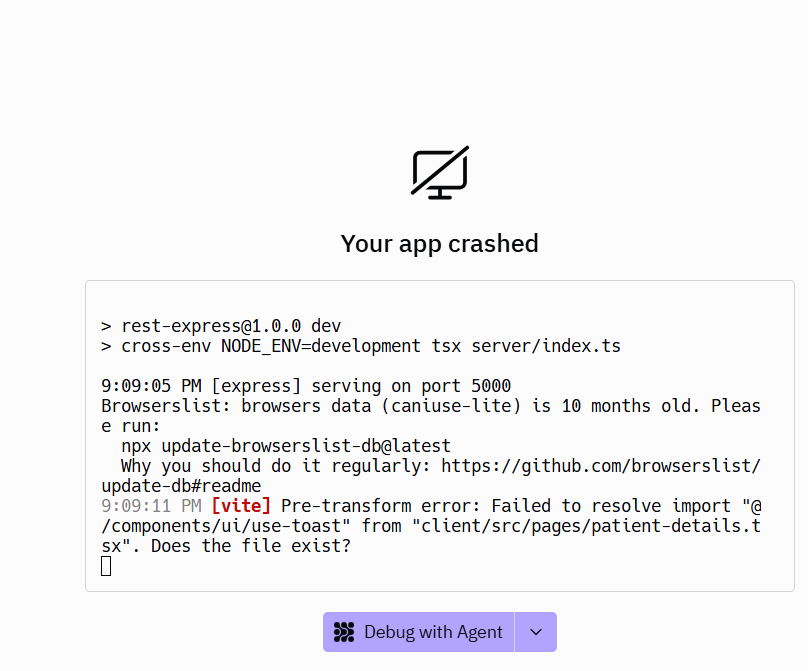 Your app crashed
> rest-express@1.0.0 dev
> cross-env NODE_ENV=development tsx server/index.ts
9:09:05 PM [express] serving on port 5000
Browserslist: browsers data (caniuse-lite) is 10 months old. Pleas
e run:
  npx update-browserslist-db@latest
  Why you should do it regularly: https://github.com/browserslist/
update-db#readme
9:09:11 PM [vite] Pre-transform error: Failed to resolve import "@
/components/ui/use-toast" from "client/src/pages/patient-details.t
sx". Does the file exist?
Debug with Agent